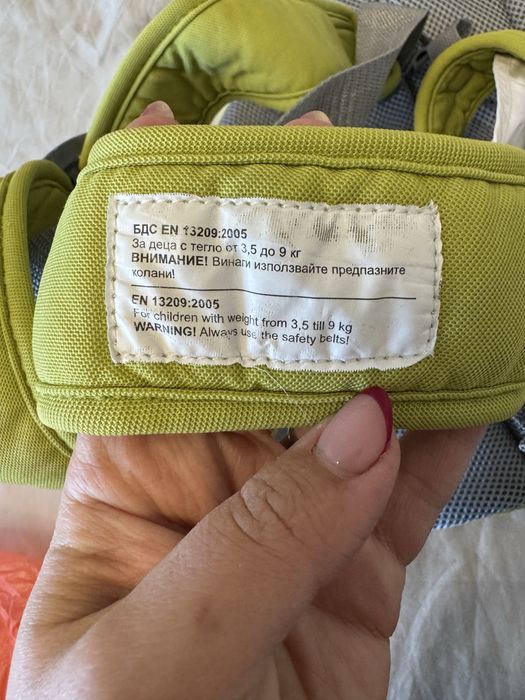 БДС EN 13209:2005
За деца с тегло от 3,5 до 9 кг
ВНИМАНИЕ! Винаги използвайте предпазните
колани!
EN 13209:2005
For children with weight from 3,5 till 9 kg
WARNING! Always use the safety belts!